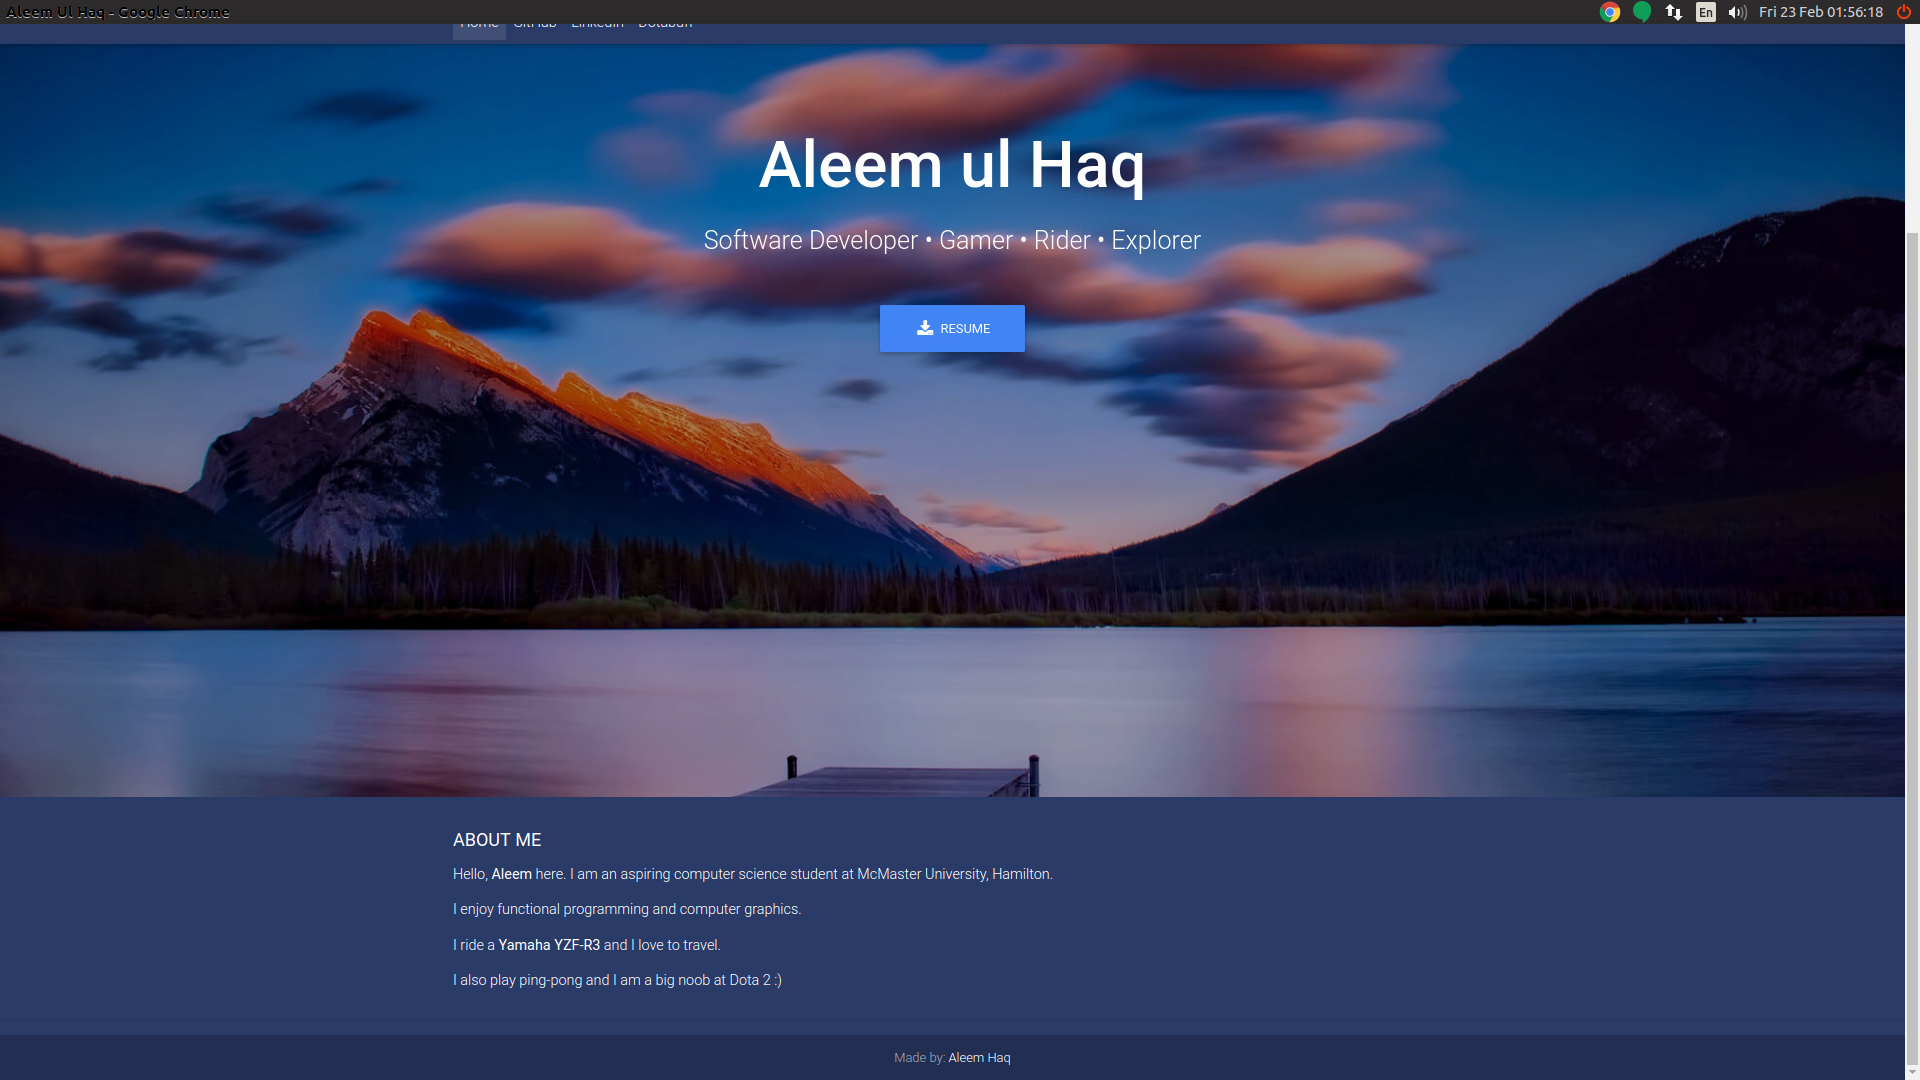 Aleem Ul Haq - Google Chrome
En Fri 23 Feb 01:56:18
Home GitHub LinkedIn Dotabuff
Aleem ul Haq
Software Developer • Gamer • Rider • Explorer
RESUME
ABOUT ME
Hello, Aleem here. I am an aspiring computer science student at McMaster University, Hamilton.
I enjoy functional programming and computer graphics.
I ride a Yamaha YZF-R3 and I love to travel.
I also play ping-pong and I am a big noob at Dota 2 :)
Made by: Aleem Haq